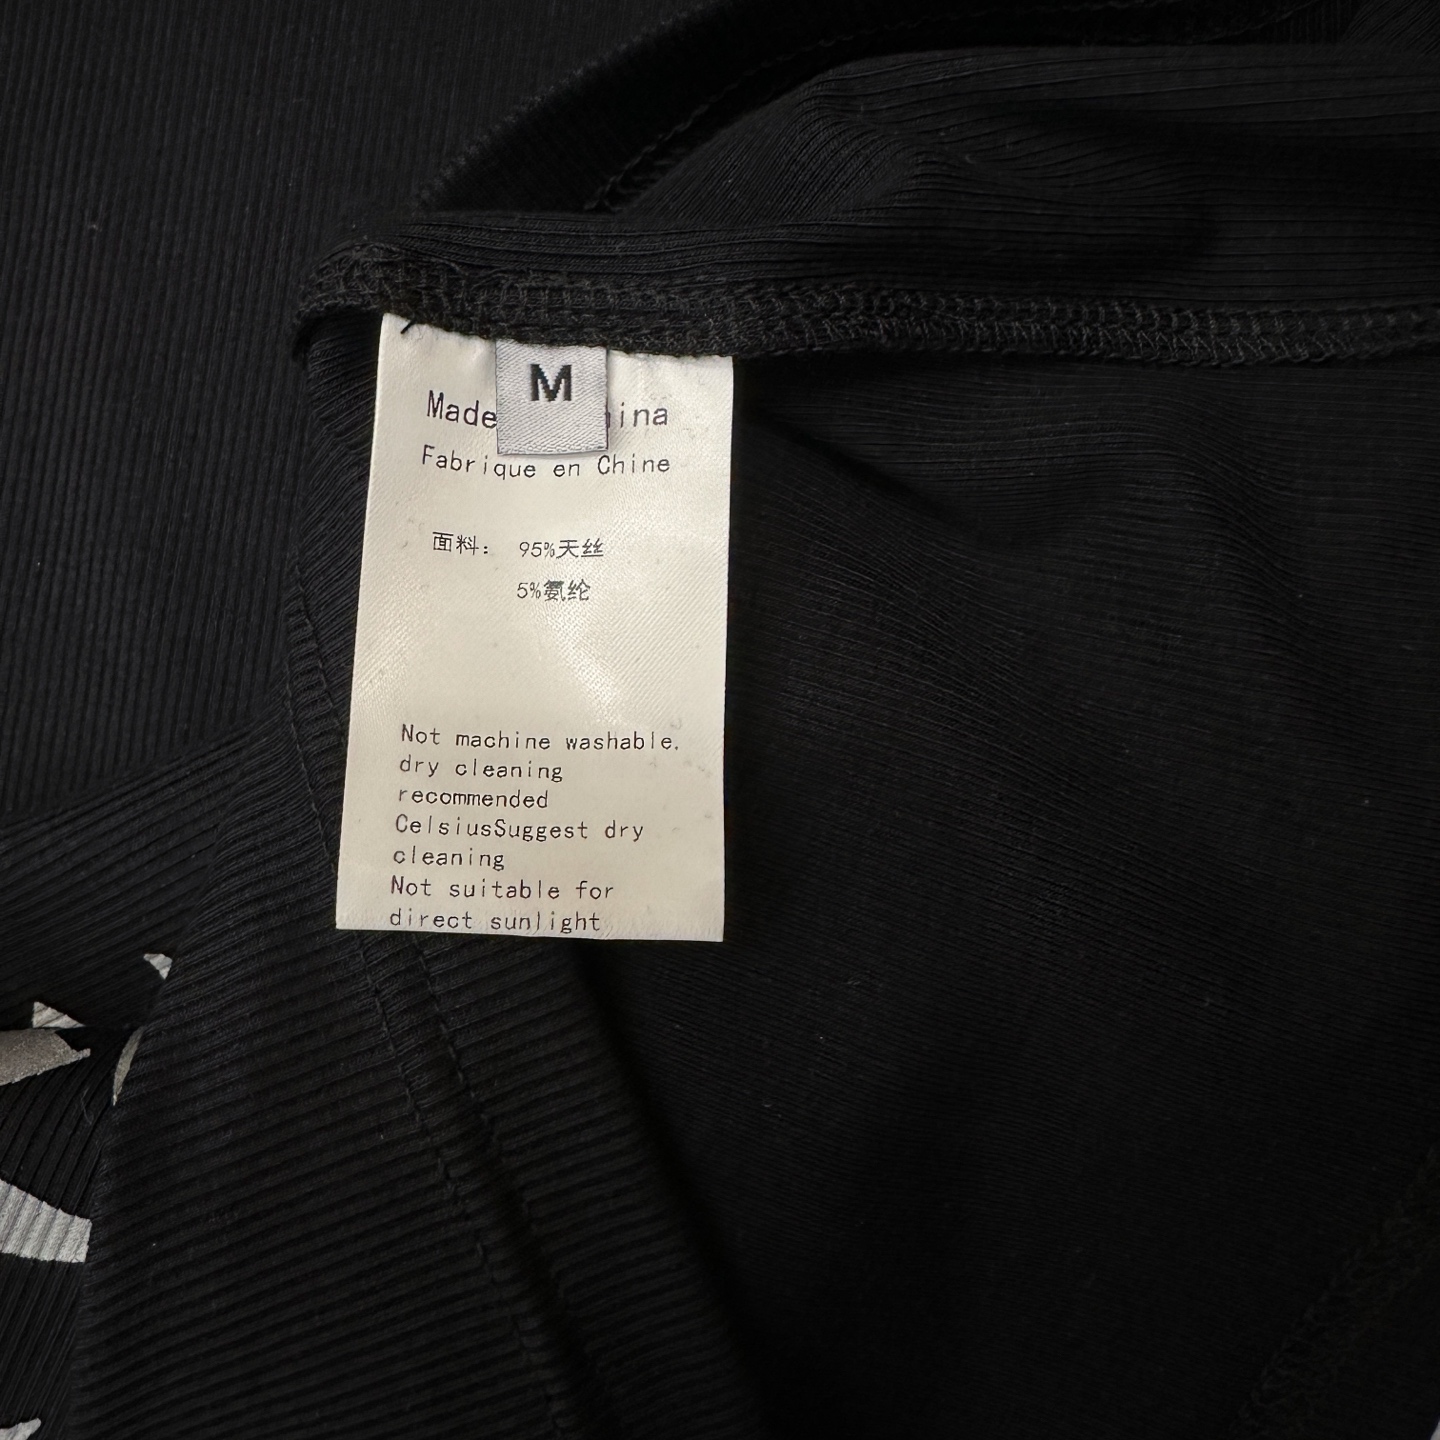 M
Made ina
Fabrique en Chine
面料： 95%天丝
5%氨纶
Not machine washable.
dry cleaning
recommended
CelsiusSuggest dry
cleaning
Not suitable for
direct sunlight